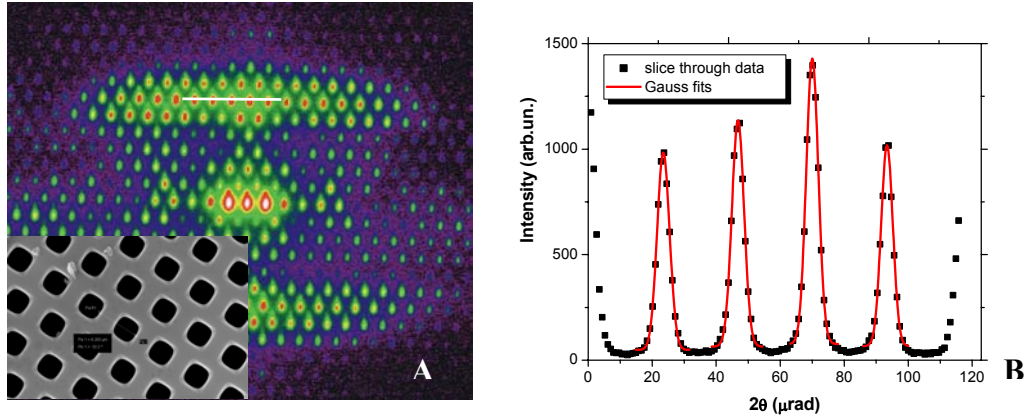 A
1500
1000
500
0
0 20 40 60 80 100 120
Intensity (arb.un.)
2θ (μrad)
slice through data
Gauss fits
B